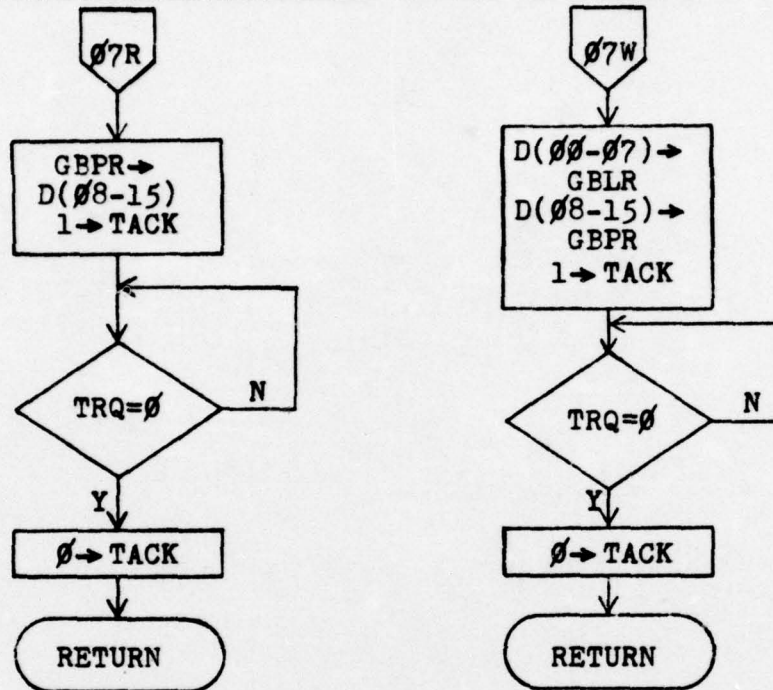 Ø7R
GBPR→
D(Ø8-15)
1→TACK
TRQ=Ø
N
Y
Ø→TACK
RETURN
Ø7W
D(ØØ-Ø7)→
GBLR
D(Ø8-15)→
GBPR
1→TACK
TRQ=Ø
N
Y
Ø→TACK
RETURN